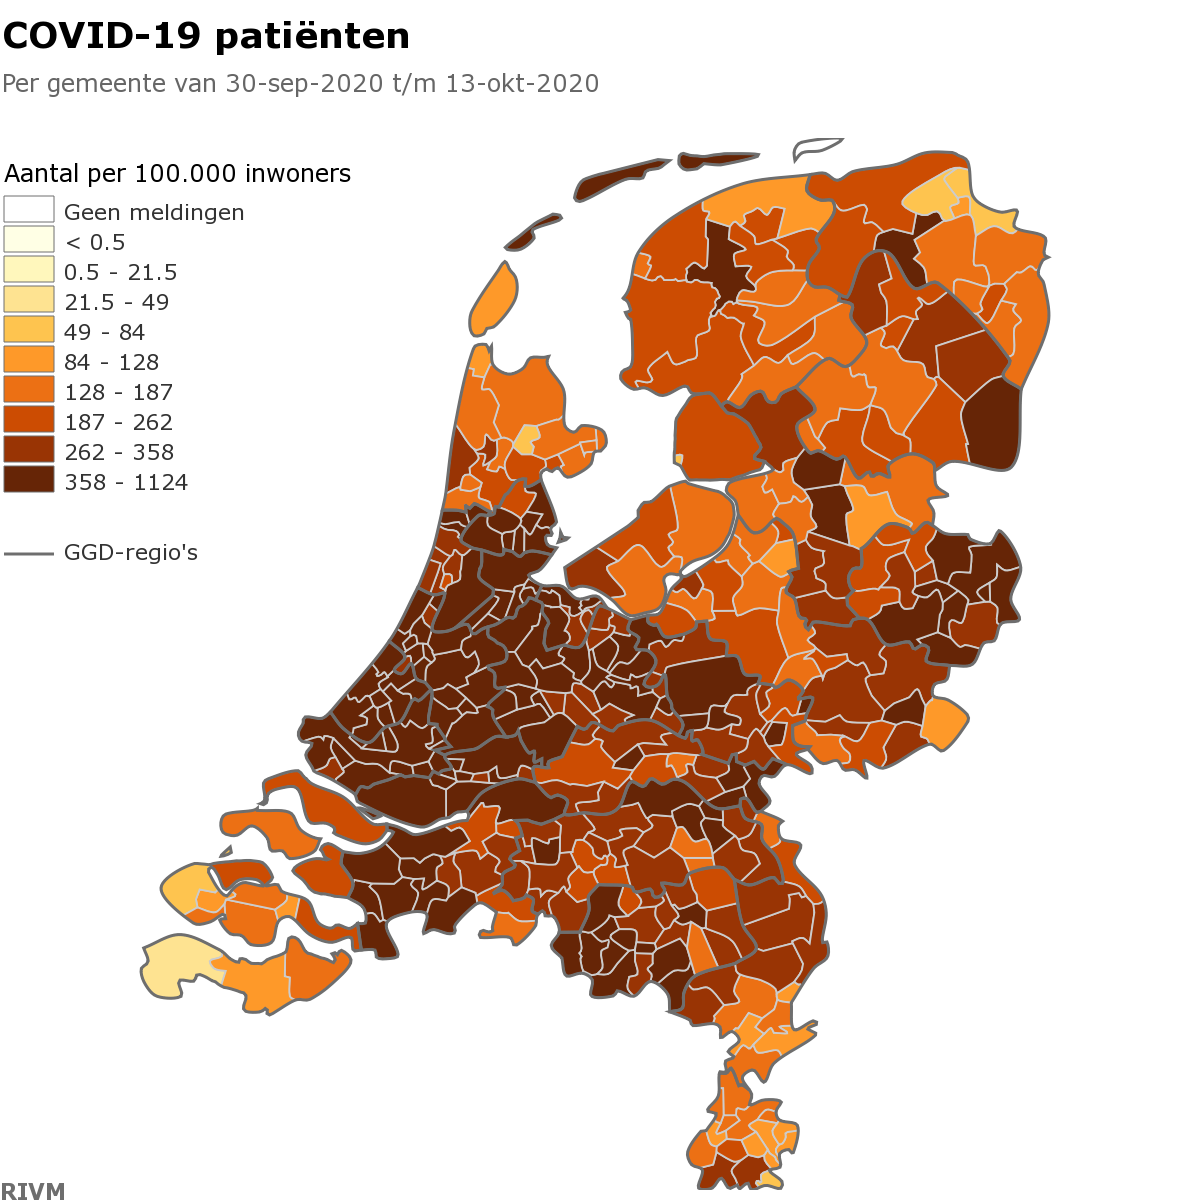 COVID-19 patiënten
Per gemeente van 30-sep-2020 t/m 13-okt-2020
Aantal per 100.000 inwoners
Geen meldingen
< 0.5
0.5 - 21.5
21.5 - 49
49 - 84
84 - 128
128 - 187
187 - 262
262 - 358
358 - 1124
GGD-regio's
RIVM